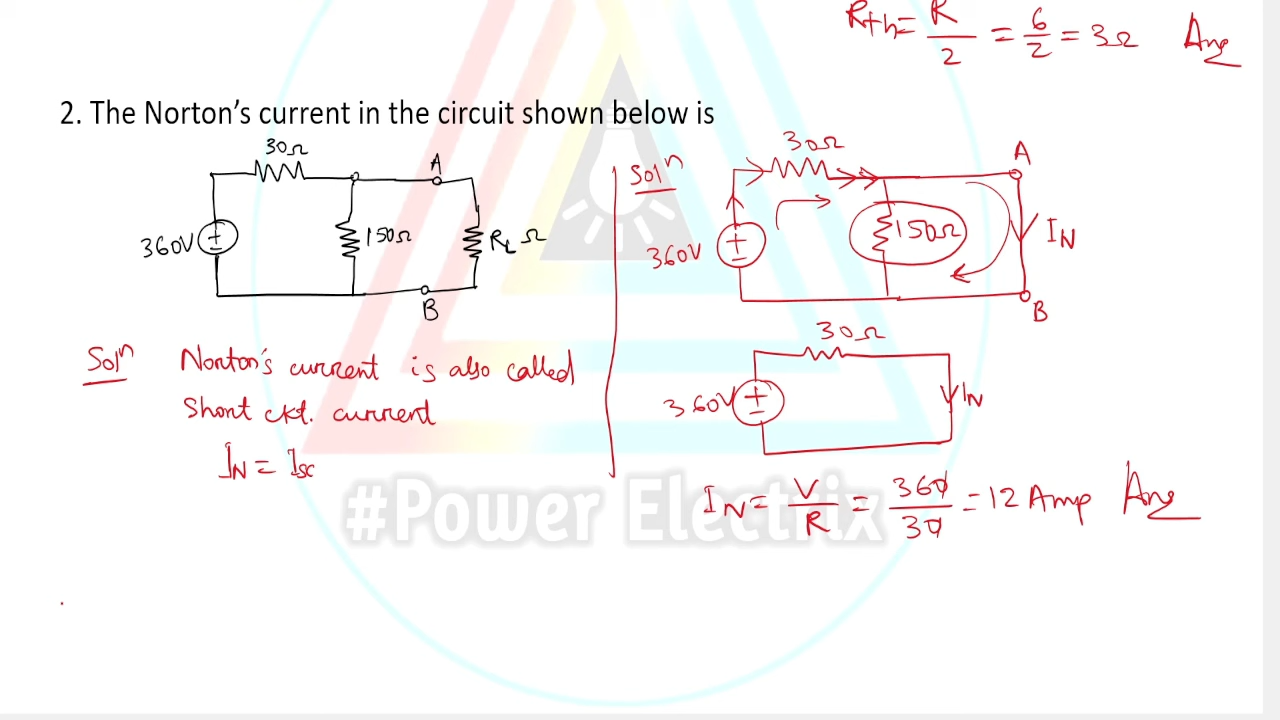 Rth = R/2 = 6/2 = 3Ω Ans
2. The Norton's current in the circuit shown below is
30Ω
A
360V
+
150Ω
RL Ω
B
Solⁿ Norton's current is also called
Short ckt. current
IN = Isc
Solⁿ
30Ω
A
360V
+
150Ω
IN
B
30Ω
360V
+
IN
IN = V/R = 360/30 = 12 Amp Ans
#Power Electrix